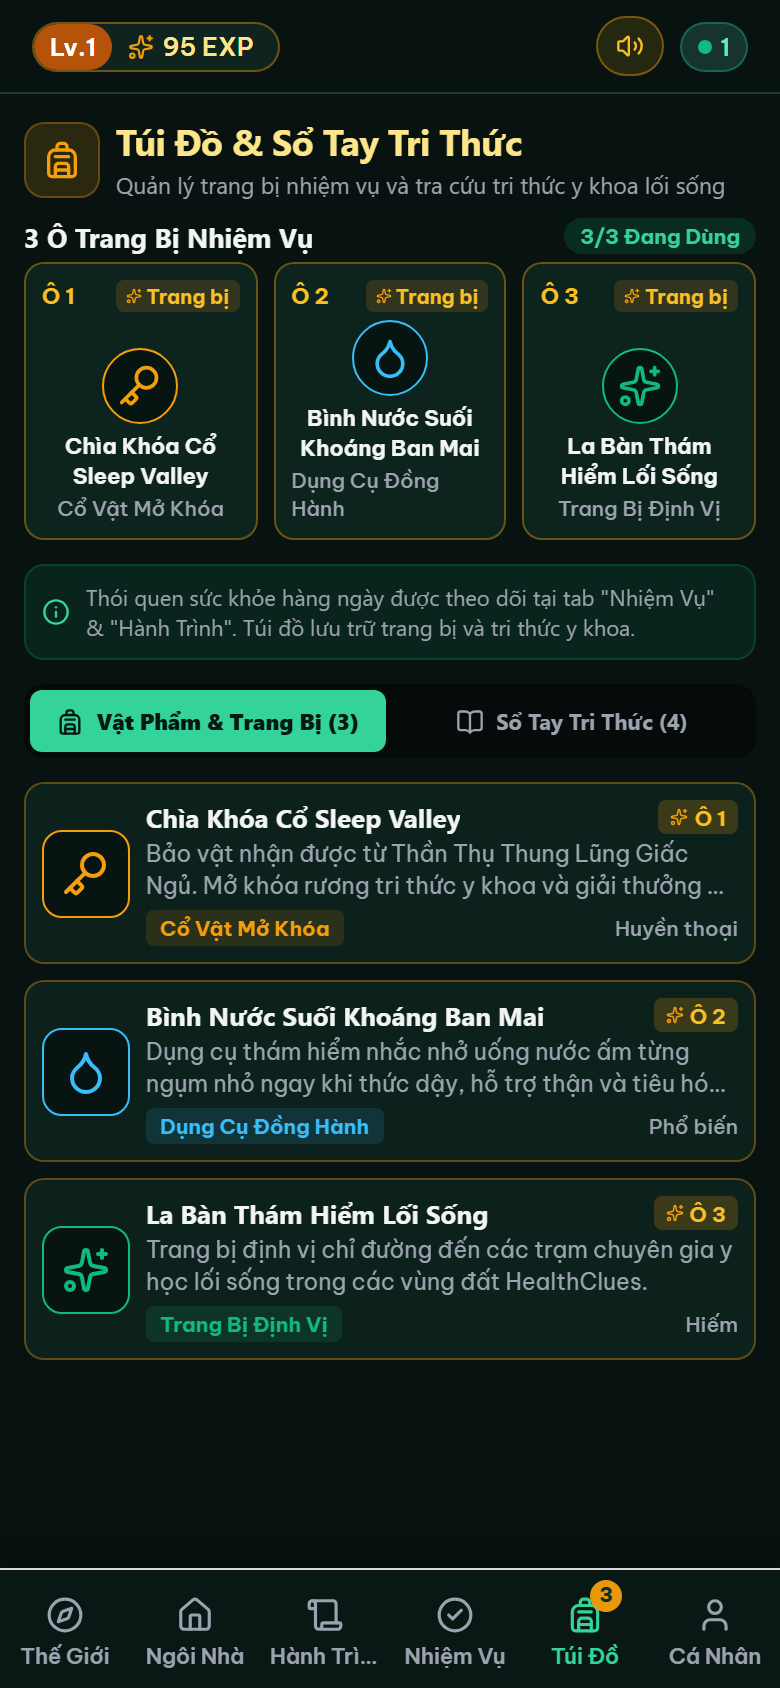 Lv.1 95 EXP
1
Túi Đồ & Sổ Tay Tri Thức
Quản lý trang bị nhiệm vụ và tra cứu tri thức y khoa lối sống
3 Ô Trang Bị Nhiệm Vụ
3/3 Đang Dùng
Ô 1 Trang bị
Chìa Khóa Cổ
Sleep Valley
Cổ Vật Mở Khóa
Ô 2 Trang bị
Bình Nước Suối
Khoáng Ban Mai
Dụng Cụ Đồng
Hành
Ô 3 Trang bị
La Bàn Thám
Hiểm Lối Sống
Trang Bị Định Vị
Thói quen sức khỏe hàng ngày được theo dõi tại tab "Nhiệm Vụ"
& "Hành Trình". Túi đồ lưu trữ trang bị và tri thức y khoa.
Vật Phẩm & Trang Bị (3)
Sổ Tay Tri Thức (4)
Chìa Khóa Cổ Sleep Valley
Ô 1
Bảo vật nhận được từ Thần Thụ Thung Lũng Giấc
Ngủ. Mở khóa rương tri thức y khoa và giải thưởng ...
Cổ Vật Mở Khóa
Huyền thoại
Bình Nước Suối Khoáng Ban Mai
Ô 2
Dụng cụ thám hiểm nhắc nhở uống nước ấm từng
ngụm nhỏ ngay khi thức dậy, hỗ trợ thận và tiêu hó...
Dụng Cụ Đồng Hành
Phổ biến
La Bàn Thám Hiểm Lối Sống
Ô 3
Trang bị định vị chỉ đường đến các trạm chuyên gia y
học lối sống trong các vùng đất HealthClues.
Trang Bị Định Vị
Hiếm
3
Thế Giới
Ngôi Nhà
Hành Trì...
Nhiệm Vụ
Túi Đồ
Cá Nhân